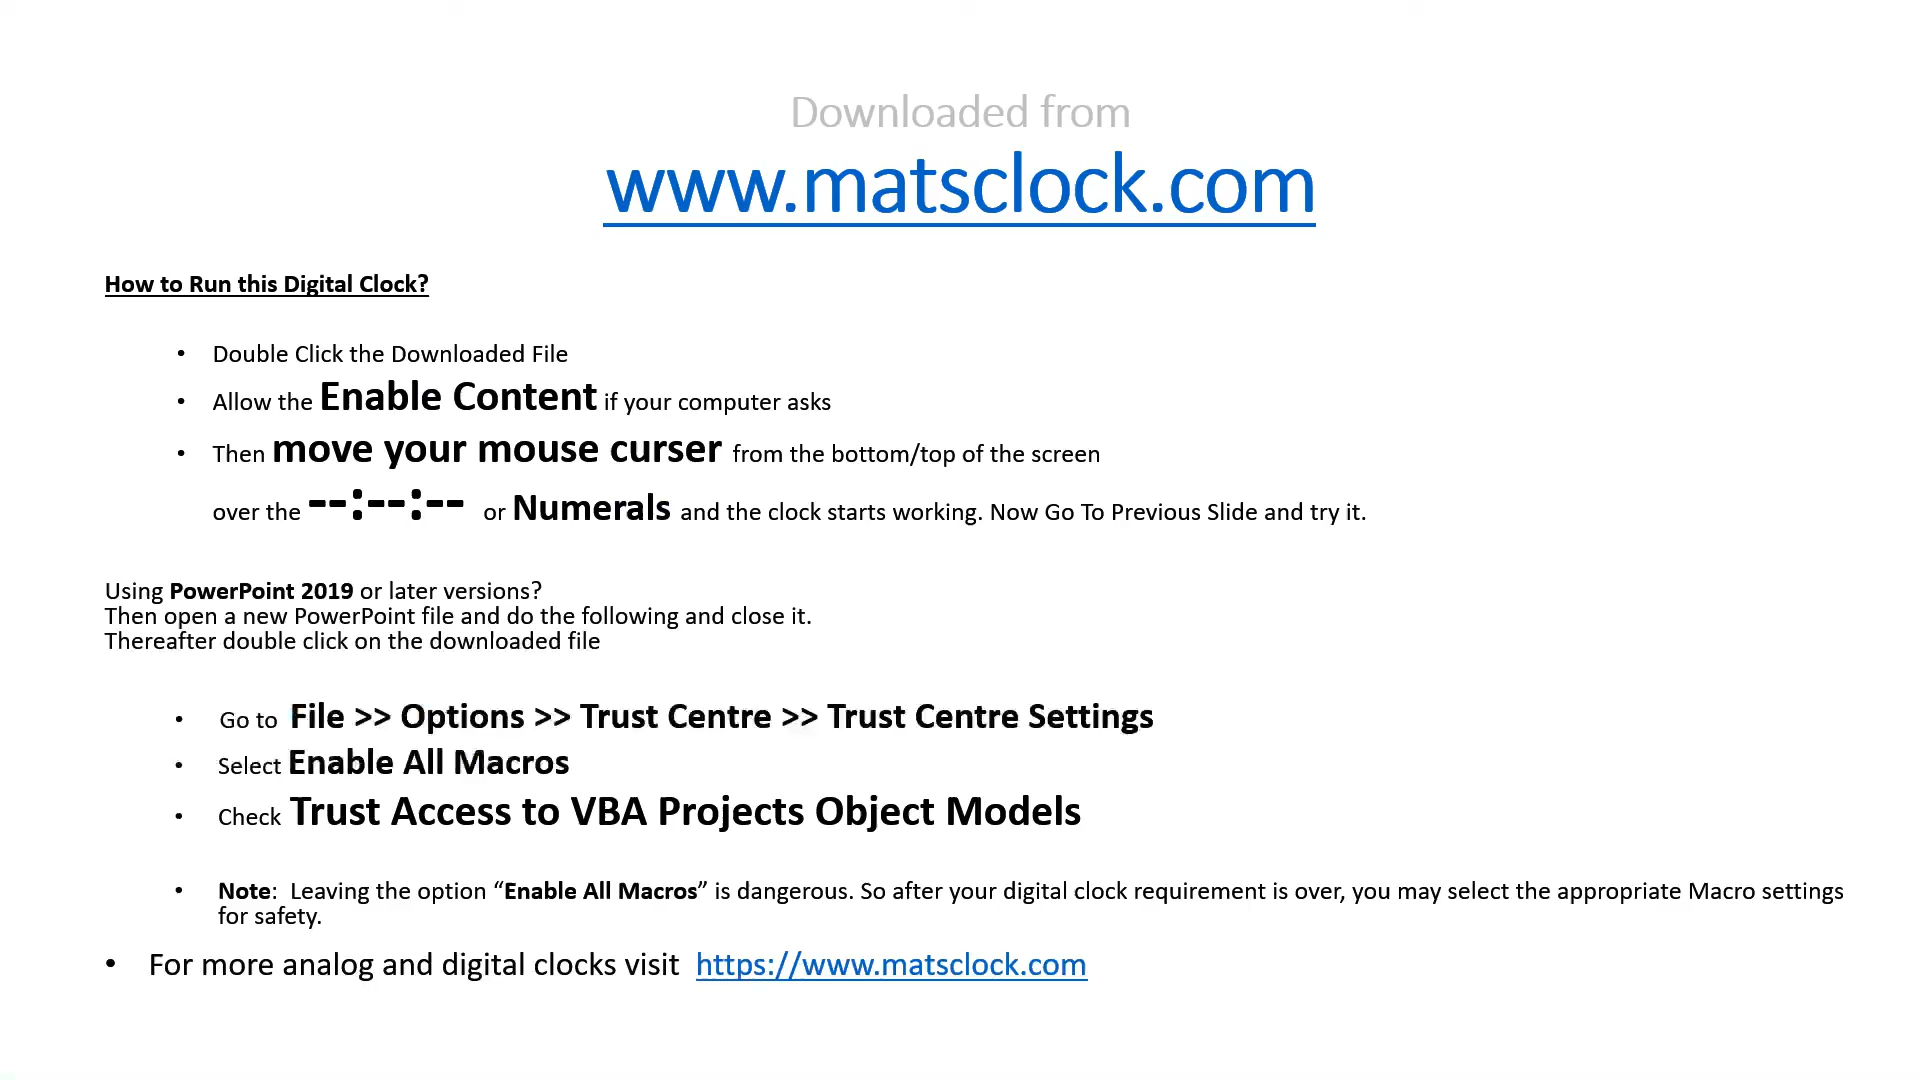 Downloaded from
www.matsclock.com
How to Run this Digital Clock?
• Double Click the Downloaded File
• Allow the Enable Content if your computer asks
• Then move your mouse curser from the bottom/top of the screen
over the --:--:-- or Numerals and the clock starts working. Now Go To Previous Slide and try it.
Using PowerPoint 2019 or later versions?
Then open a new PowerPoint file and do the following and close it.
Thereafter double click on the downloaded file
• Go to File >> Options >> Trust Centre >> Trust Centre Settings
• Select Enable All Macros
• Check Trust Access to VBA Projects Object Models
• Note: Leaving the option “Enable All Macros” is dangerous. So after your digital clock requirement is over, you may select the appropriate Macro settings
for safety.
• For more analog and digital clocks visit https://www.matsclock.com